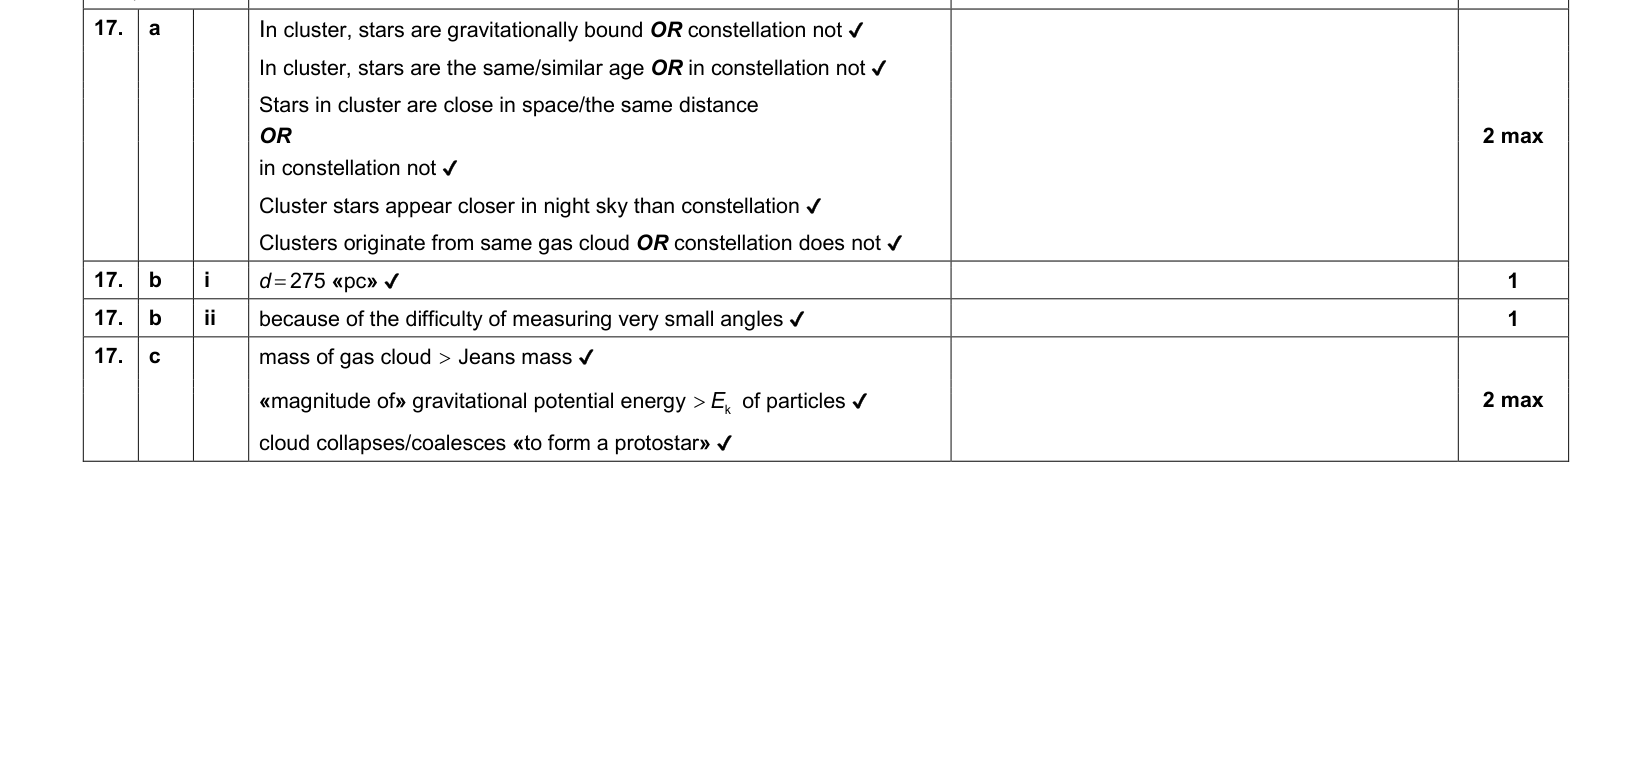 17. a In cluster, stars are gravitationally bound OR constellation not ✓
In cluster, stars are the same/similar age OR in constellation not ✓
Stars in cluster are close in space/the same distance
OR
2 max
in constellation not ✓
Cluster stars appear closer in night sky than constellation ✓
Clusters originate from same gas cloud OR constellation does not ✓
17. b i d = 275 «pc» ✓ 1
17. b ii because of the difficulty of measuring very small angles ✓ 1
17. c mass of gas cloud > Jeans mass ✓
«magnitude of» gravitational potential energy > Ek of particles ✓ 2 max
cloud collapses/coalesces «to form a protostar» ✓